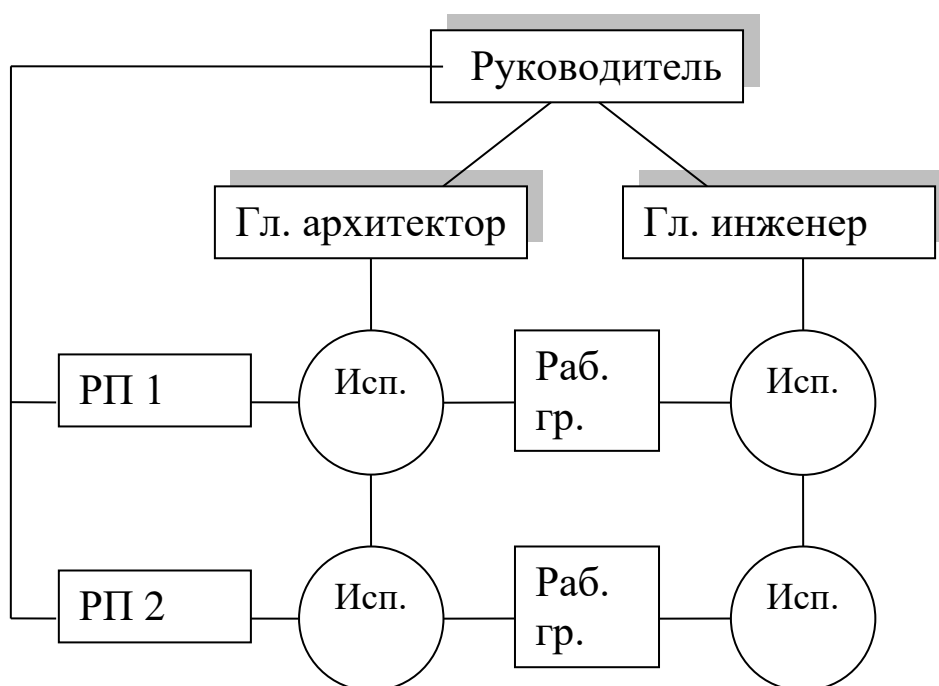 Руководитель
Гл. архитектор
Гл. инженер
РП 1
Исп.
Раб.
гр.
Исп.
РП 2
Исп.
Раб.
гр.
Исп.